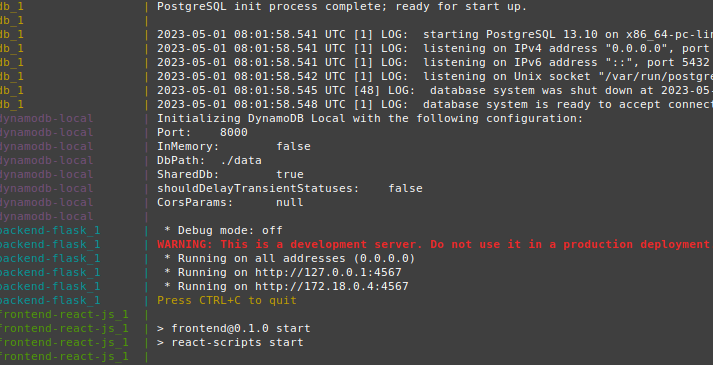 db_1 | PostgreSQL init process complete; ready for start up.
db_1 |
db_1 | 2023-05-01 08:01:58.541 UTC [1] LOG: starting PostgreSQL 13.10 on x86_64-pc-lin
db_1 | 2023-05-01 08:01:58.541 UTC [1] LOG: listening on IPv4 address "0.0.0.0", port
db_1 | 2023-05-01 08:01:58.541 UTC [1] LOG: listening on IPv6 address "::", port 5432
db_1 | 2023-05-01 08:01:58.542 UTC [1] LOG: listening on Unix socket "/var/run/postgre
db_1 | 2023-05-01 08:01:58.545 UTC [48] LOG: database system was shut down at 2023-05-
db_1 | 2023-05-01 08:01:58.548 UTC [1] LOG: database system is ready to accept connect
dynamodb-local | Initializing DynamoDB Local with the following configuration:
dynamodb-local | Port: 8000
dynamodb-local | InMemory: false
dynamodb-local | DbPath: ./data
dynamodb-local | SharedDb: true
dynamodb-local | shouldDelayTransientStatuses: false
dynamodb-local | CorsParams: null
dynamodb-local |
backend-flask_1 | * Debug mode: off
backend-flask_1 | WARNING: This is a development server. Do not use it in a production deployment
backend-flask_1 | * Running on all addresses (0.0.0.0)
backend-flask_1 | * Running on http://127.0.0.1:4567
backend-flask_1 | * Running on http://172.18.0.4:4567
backend-flask_1 | Press CTRL+C to quit
frontend-react-js_1 |
frontend-react-js_1 | > frontend@0.1.0 start
frontend-react-js_1 | > react-scripts start
frontend-react-js_1 |